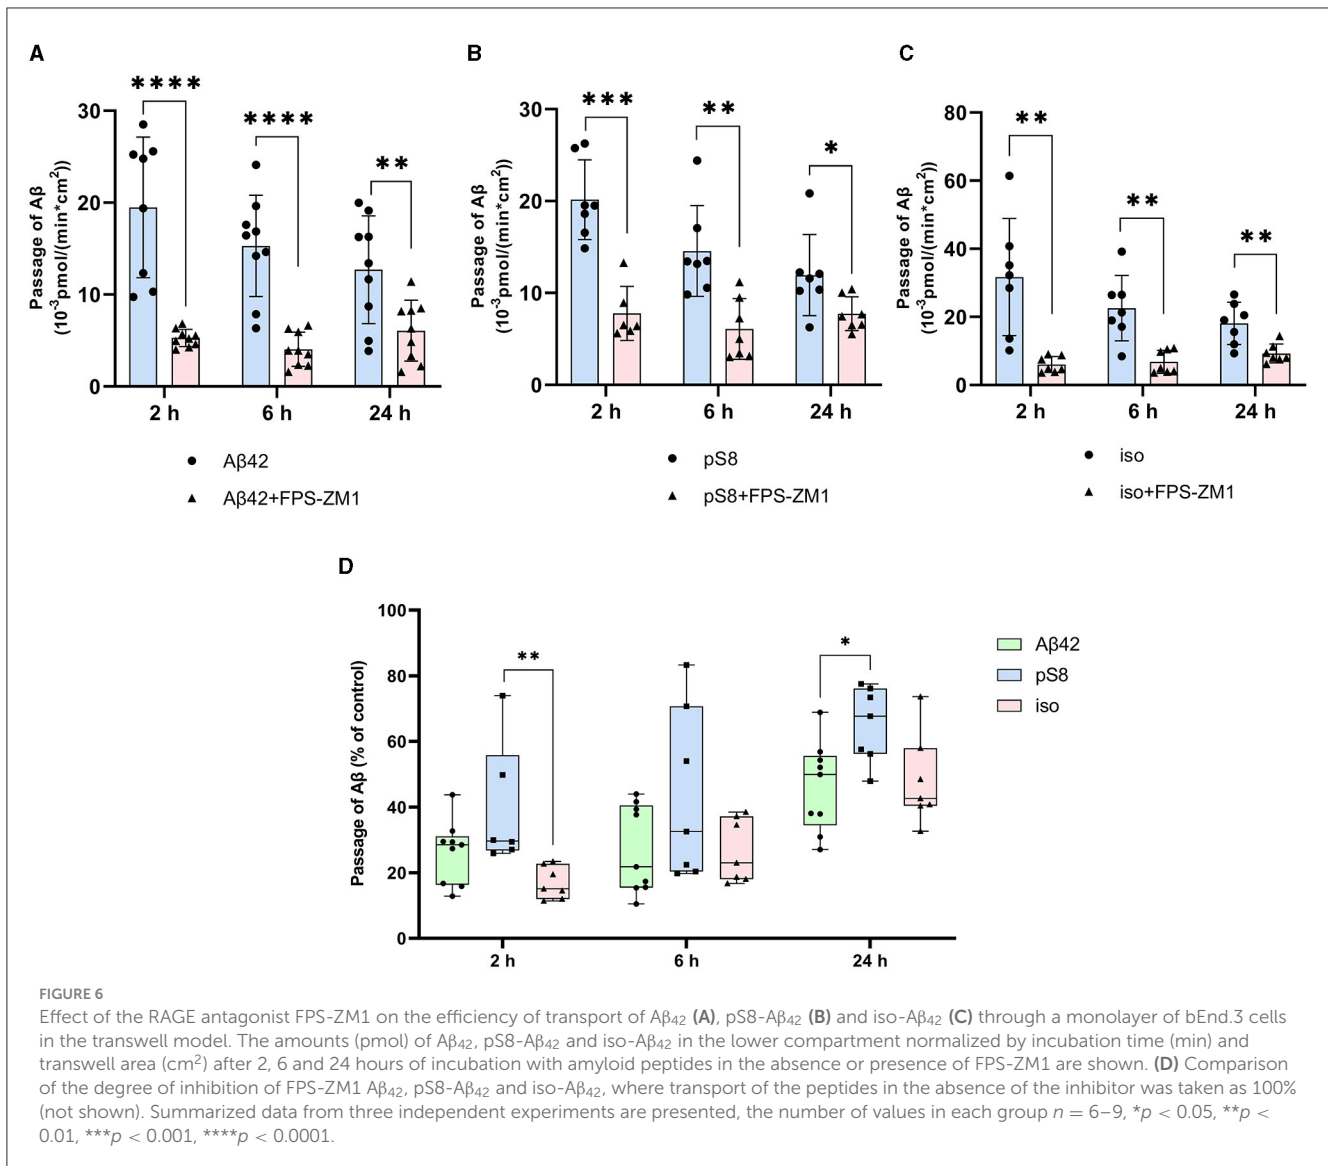 A
B
C
****
****
**
***
**
*
**
**
**
30
20
10
0
Passage of Aβ
(10⁻³pmol/(min*cm2))
2 h
6 h
24 h
30
20
10
0
Passage of Aβ
(10⁻³pmol/(min*cm2))
2 h
6 h
24 h
80
60
40
20
0
Passage of Aβ
(10⁻³pmol/(min*cm2))
2 h
6 h
24 h
Aβ42
Aβ42+FPS-ZM1
pS8
pS8+FPS-ZM1
iso
iso+FPS-ZM1
D
100
80
60
40
20
0
Passage of Aβ (% of control)
**
*
2 h
6 h
24 h
Aβ42
pS8
iso
FIGURE 6
Effect of the RAGE antagonist FPS-ZM1 on the efficiency of transport of Aβ₄₂ (A), pS8-Aβ₄₂ (B) and iso-Aβ₄₂ (C) through a monolayer of bEnd.3 cells
in the transwell model. The amounts (pmol) of Aβ₄₂, pS8-Aβ₄₂ and iso-Aβ₄₂ in the lower compartment normalized by incubation time (min) and
transwell area (cm²) after 2, 6 and 24 hours of incubation with amyloid peptides in the absence or presence of FPS-ZM1 are shown. (D) Comparison
of the degree of inhibition of FPS-ZM1 Aβ₄₂, pS8-Aβ₄₂ and iso-Aβ₄₂, where transport of the peptides in the absence of the inhibitor was taken as 100%
(not shown). Summarized data from three independent experiments are presented, the number of values in each group n = 6–9, *p < 0.05, **p <
0.01, ***p < 0.001, ****p < 0.0001.